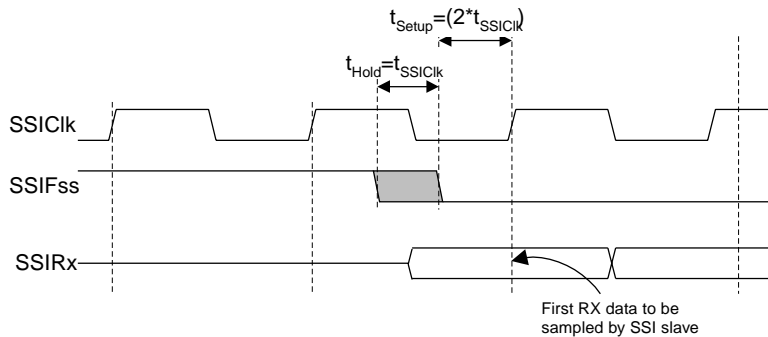 tSetup=(2*tSSIClk)
tHold=tSSIClk
SSIClk
SSIFss
SSIRx
First RX data to be
sampled by SSI slave